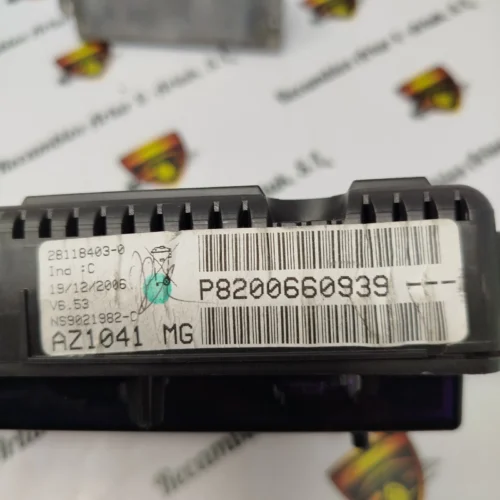 28118403-0
Ind :C
19/12/2006
V6.53
NS9021982-C
AZ1041 MG
P8200660939 ---